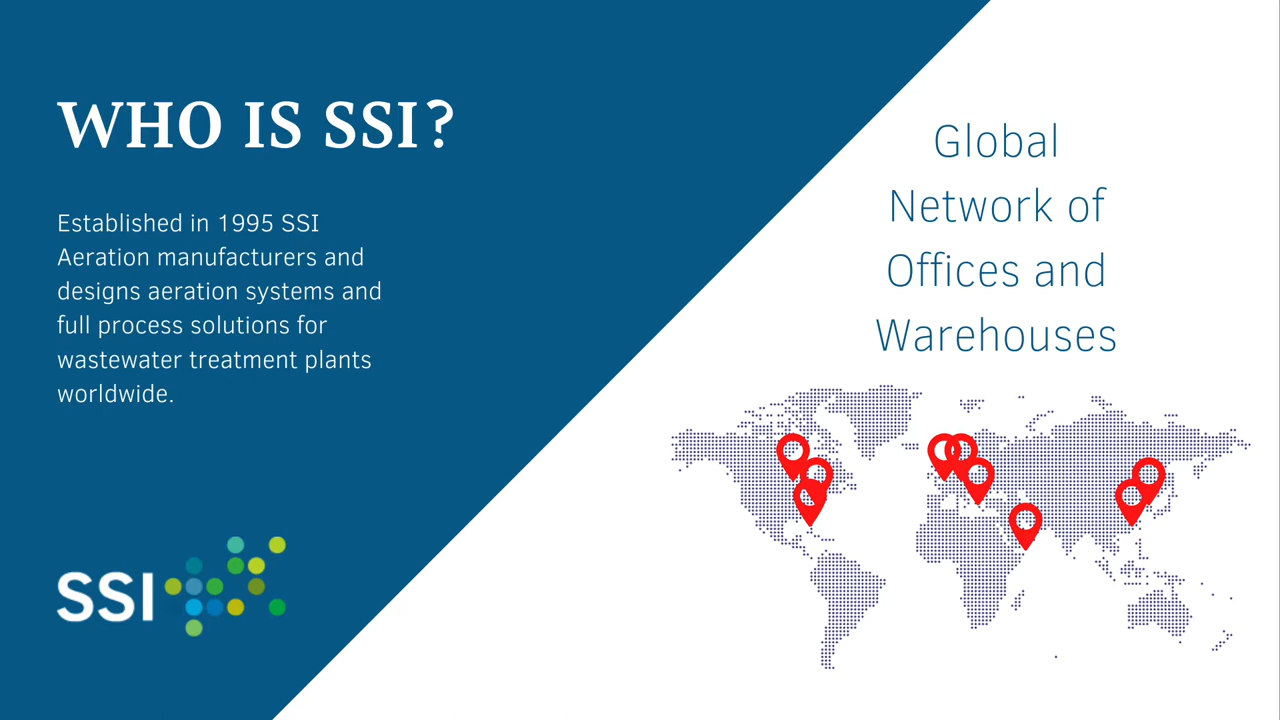 WHO IS SSI?
Established in 1995 SSI
Aeration manufacturers and
designs aeration systems and
full process solutions for
wastewater treatment plants
worldwide.
SSI
Global
Network of
Offices and
Warehouses